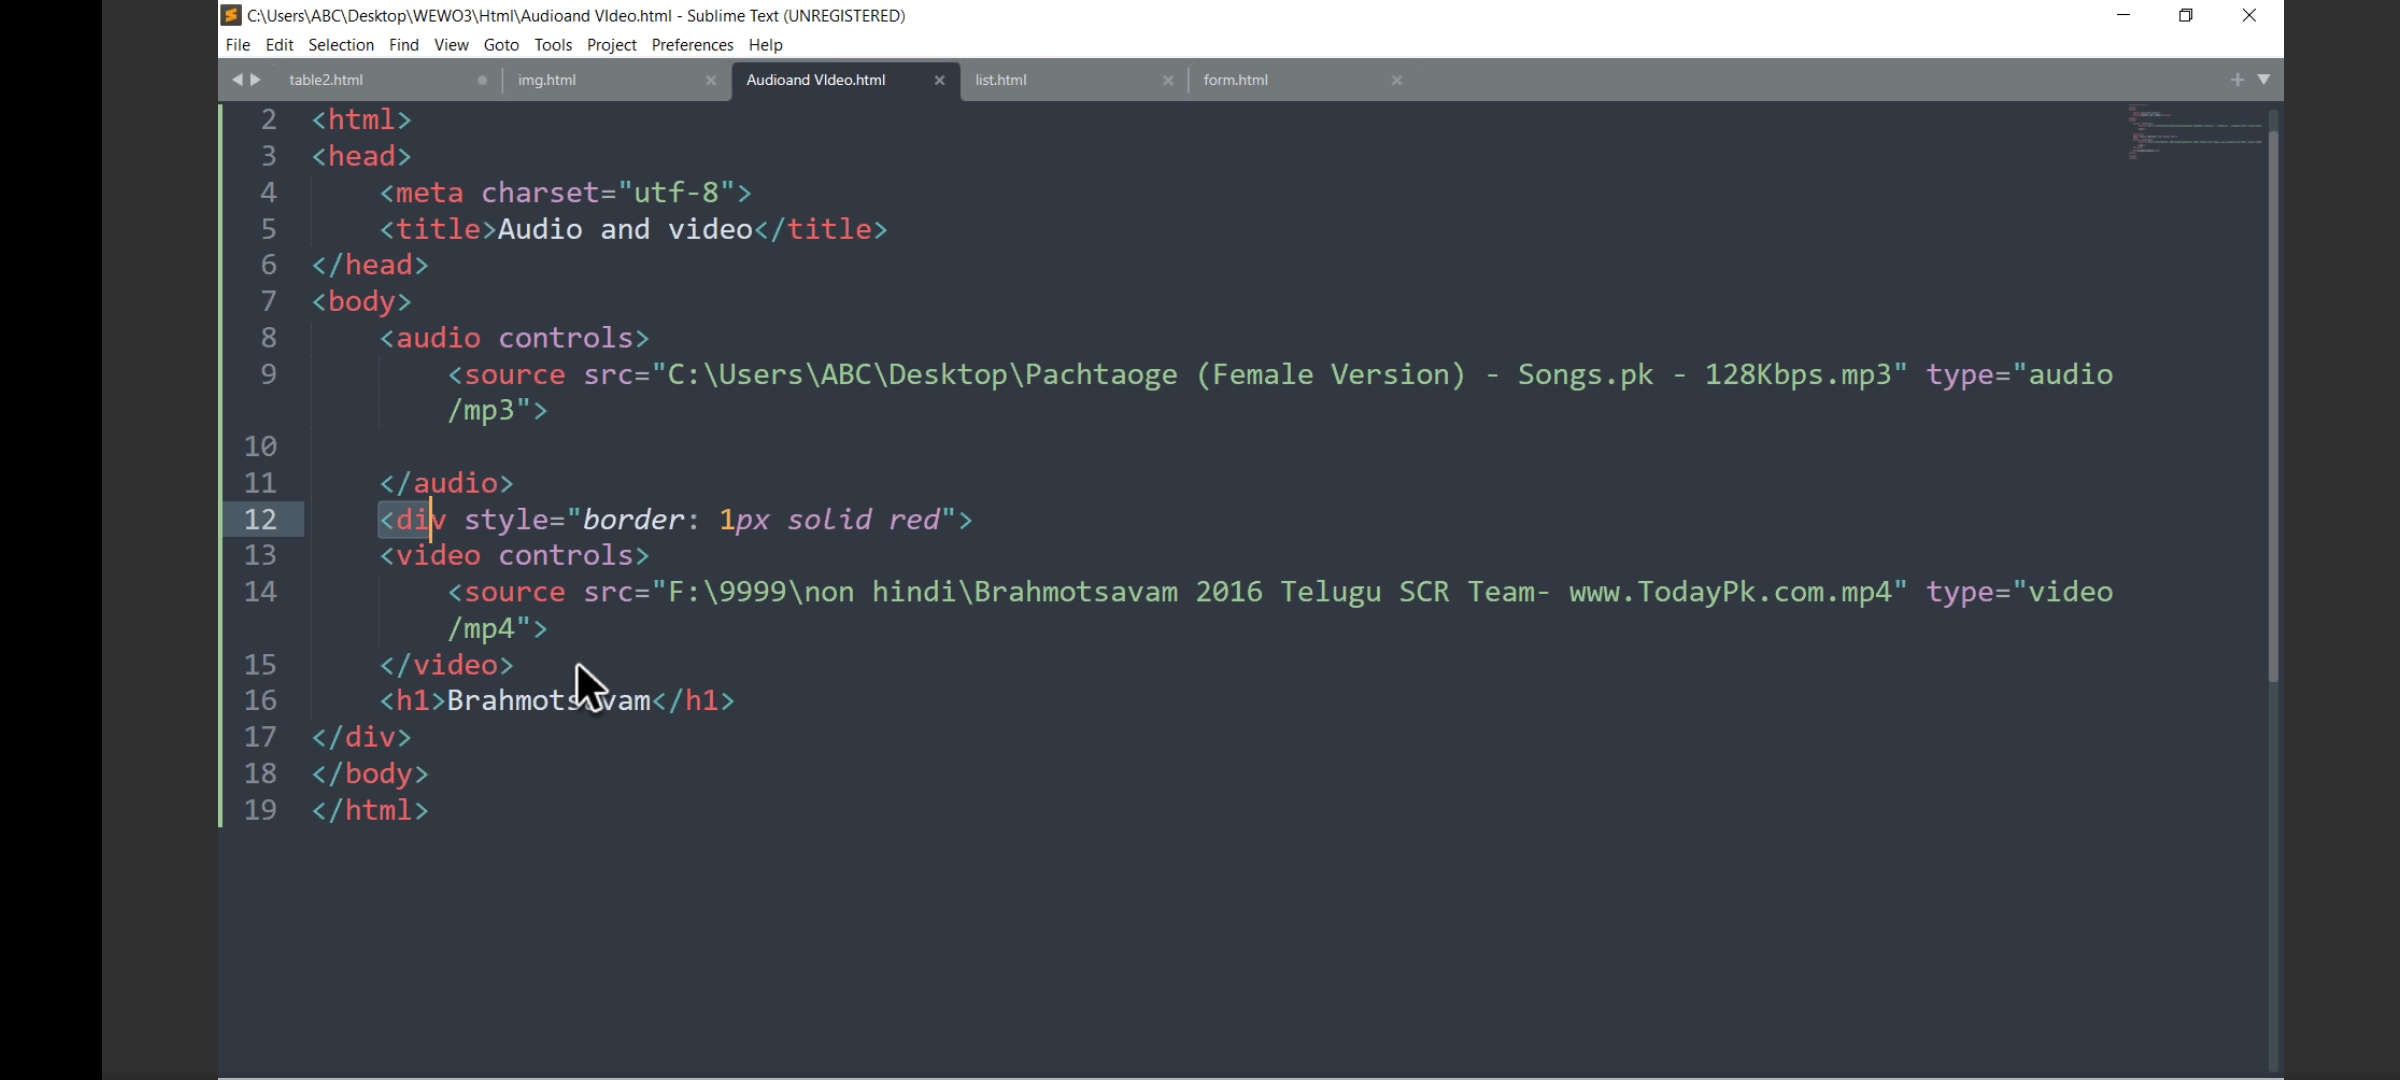 C:\Users\ABC\Desktop\WEWO3\Html\Audioand VIdeo.html - Sublime Text (UNREGISTERED)
File Edit Selection Find View Goto Tools Project Preferences Help
table2.html img.html Audioand VIdeo.html list.html form.html
2 <html>
3 <head>
4 <meta charset="utf-8">
5 <title>Audio and video</title>
6 </head>
7 <body>
8 <audio controls>
9 <source src="C:\Users\ABC\Desktop\Pachtaoge (Female Version) - Songs.pk - 128Kbps.mp3" type="audio
/mp3">
10
11 </audio>
12 <div style="border: 1px solid red">
13 <video controls>
14 <source src="F:\9999\non hindi\Brahmotsavam 2016 Telugu SCR Team- www.TodayPk.com.mp4" type="video
/mp4">
15 </video>
16 <h1>Brahmotsavam</h1>
17 </div>
18 </body>
19 </html>